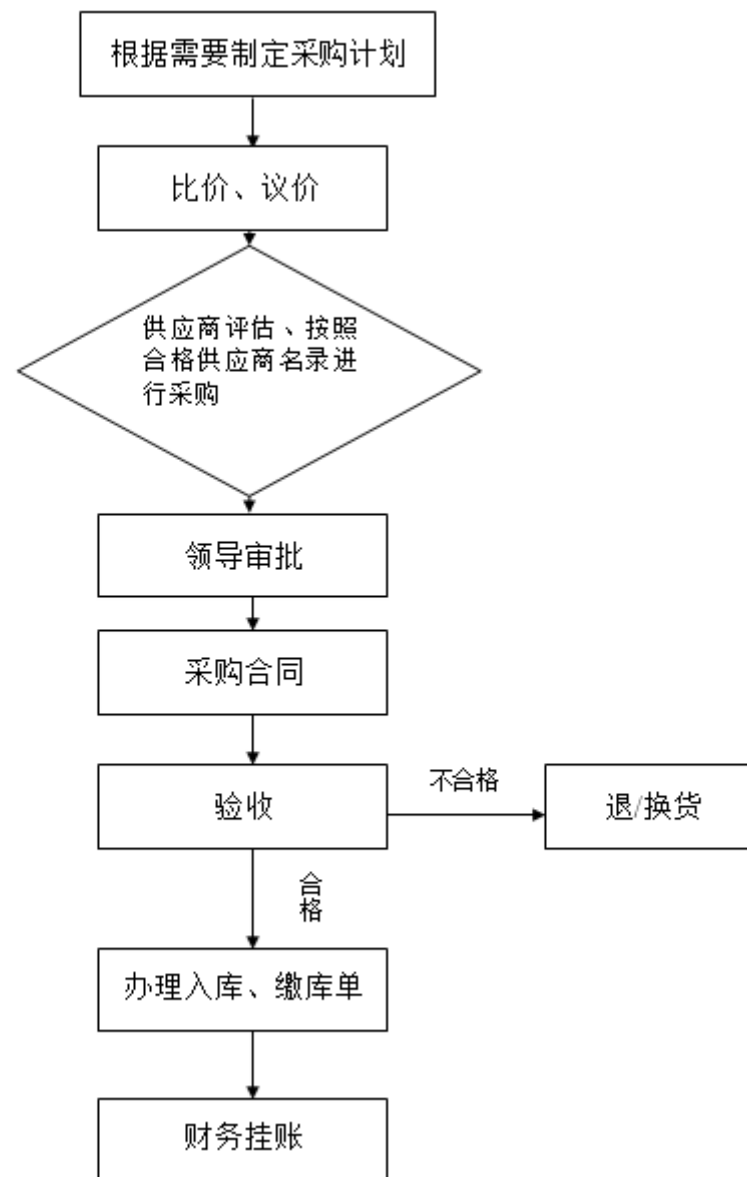 根据需要制定采购计划
比价、议价
供应商评估、按照
合格供应商名录进
行采购
领导审批
采购合同
验收
不合格
退/换货
合
格
办理入库、缴库单
财务挂账